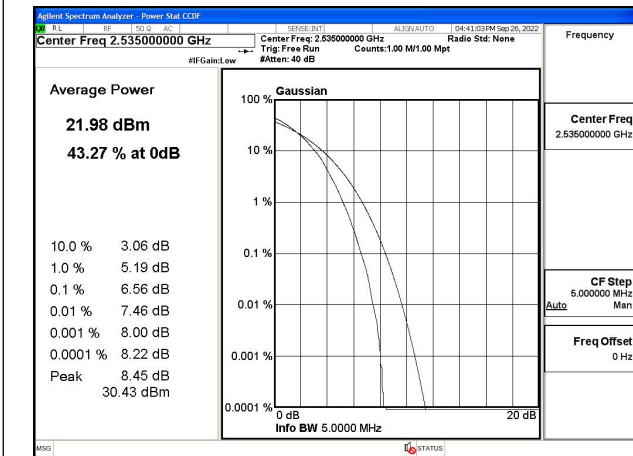 Agilent Spectrum Analyzer - Power Stat CCDF
LXI RL RF 50 Ω AC SENSE:INT ALIGNAUTO 04:41:03 PM Sep 26, 2022
Center Freq 2.535000000 GHz
Center Freq: 2.535000000 GHz Radio Std: None
Trig: Free Run Counts:1.00 M/1.00 Mpt
#IFGain:Low #Atten: 40 dB
Frequency
Average Power
21.98 dBm
43.27 % at 0dB
10.0 % 3.06 dB
1.0 % 5.19 dB
0.1 % 6.56 dB
0.01 % 7.46 dB
0.001 % 8.00 dB
0.0001 % 8.22 dB
Peak 8.45 dB
30.43 dBm
Gaussian
100 %
10 %
1 %
0.1 %
0.01 %
0.001 %
0.0001 %
0 dB 20 dB
Info BW 5.0000 MHz
Center Freq
2.535000000 GHz
CF Step
5.000000 MHz
Auto Man
Freq Offset
0 Hz
MSG STATUS